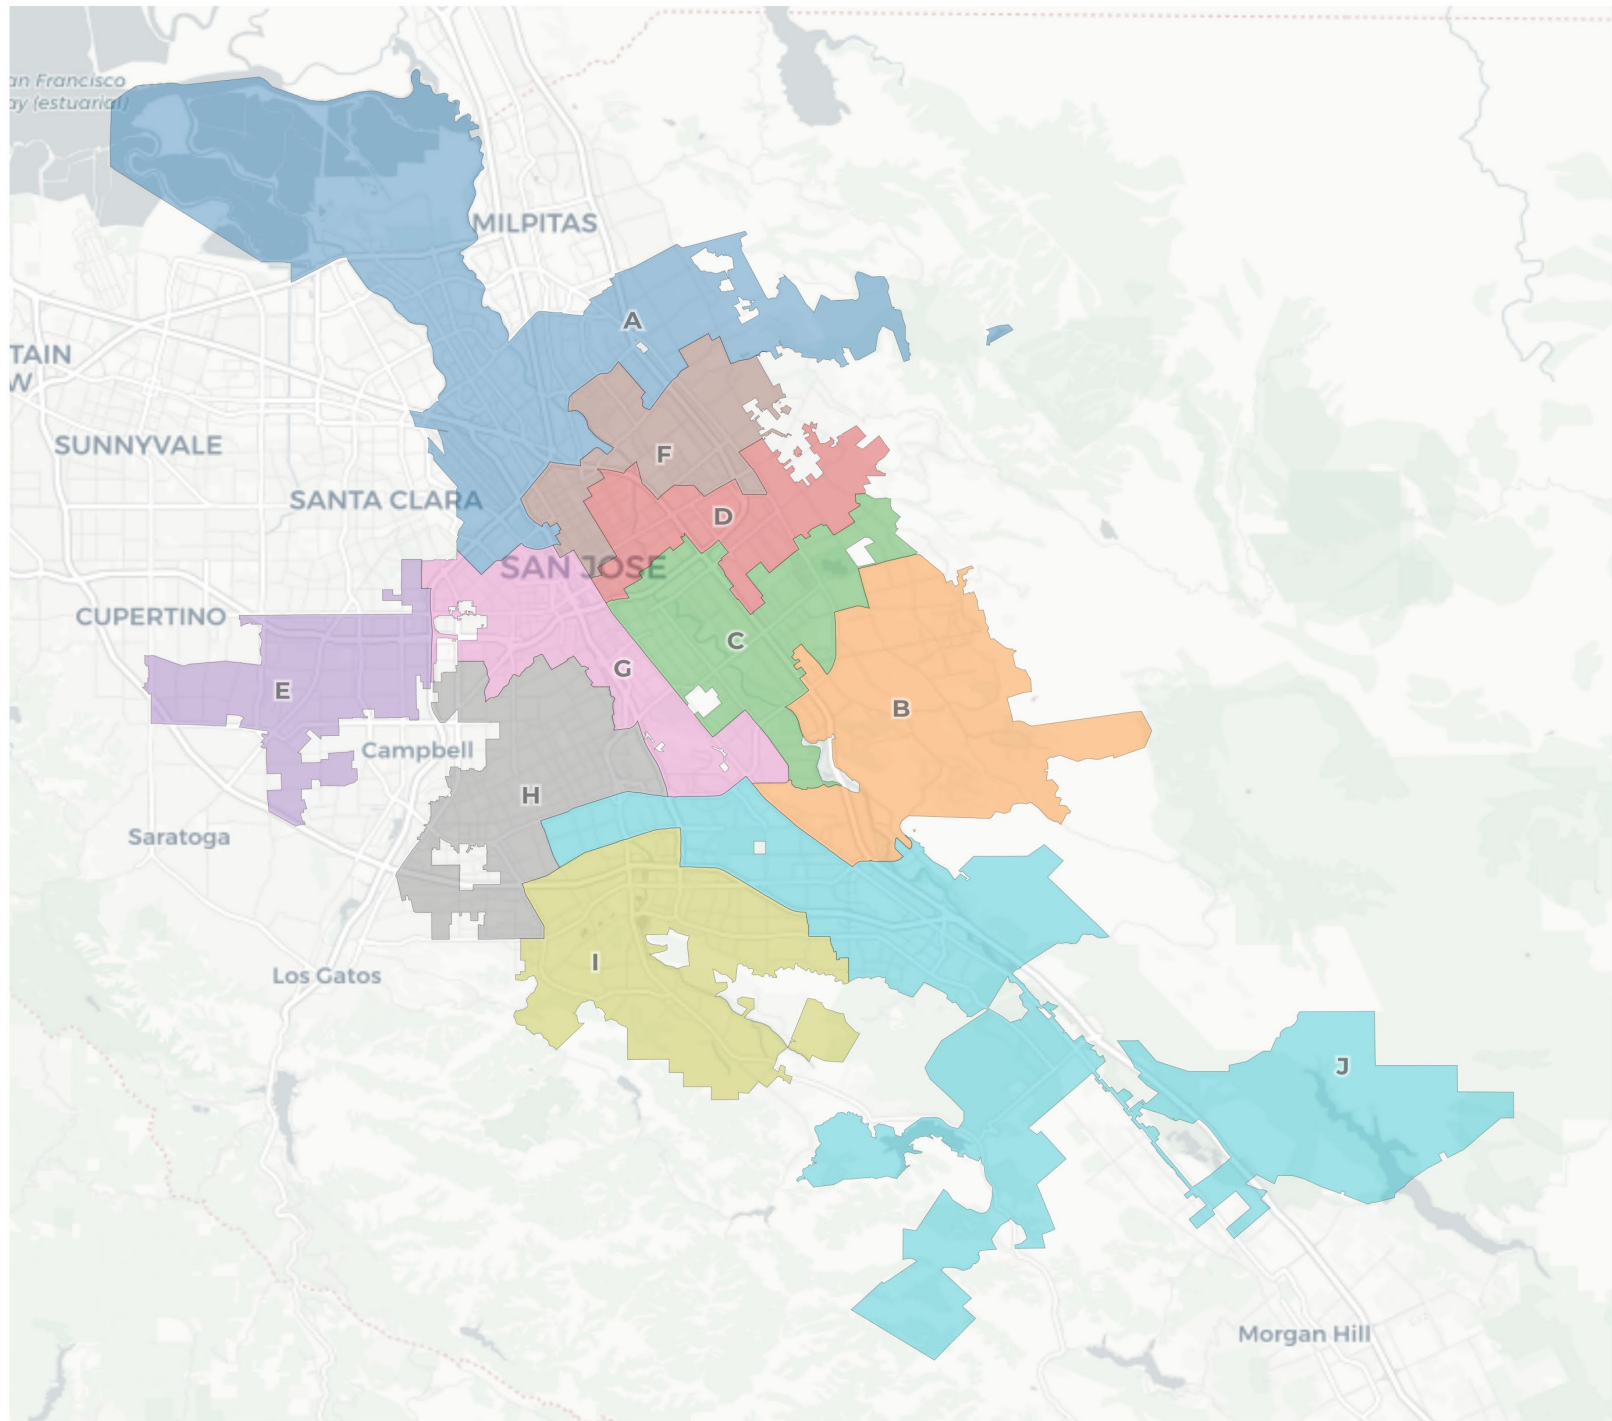 an Francisco
ay (estuarial)
MILPITAS
A
TAIN
W
SUNNYVALE
F
SANTA CLARA
D
SAN JOSE
CUPERTINO
C
G
E
B
Campbell
H
Saratoga
I
Los Gatos
J
Morgan Hill